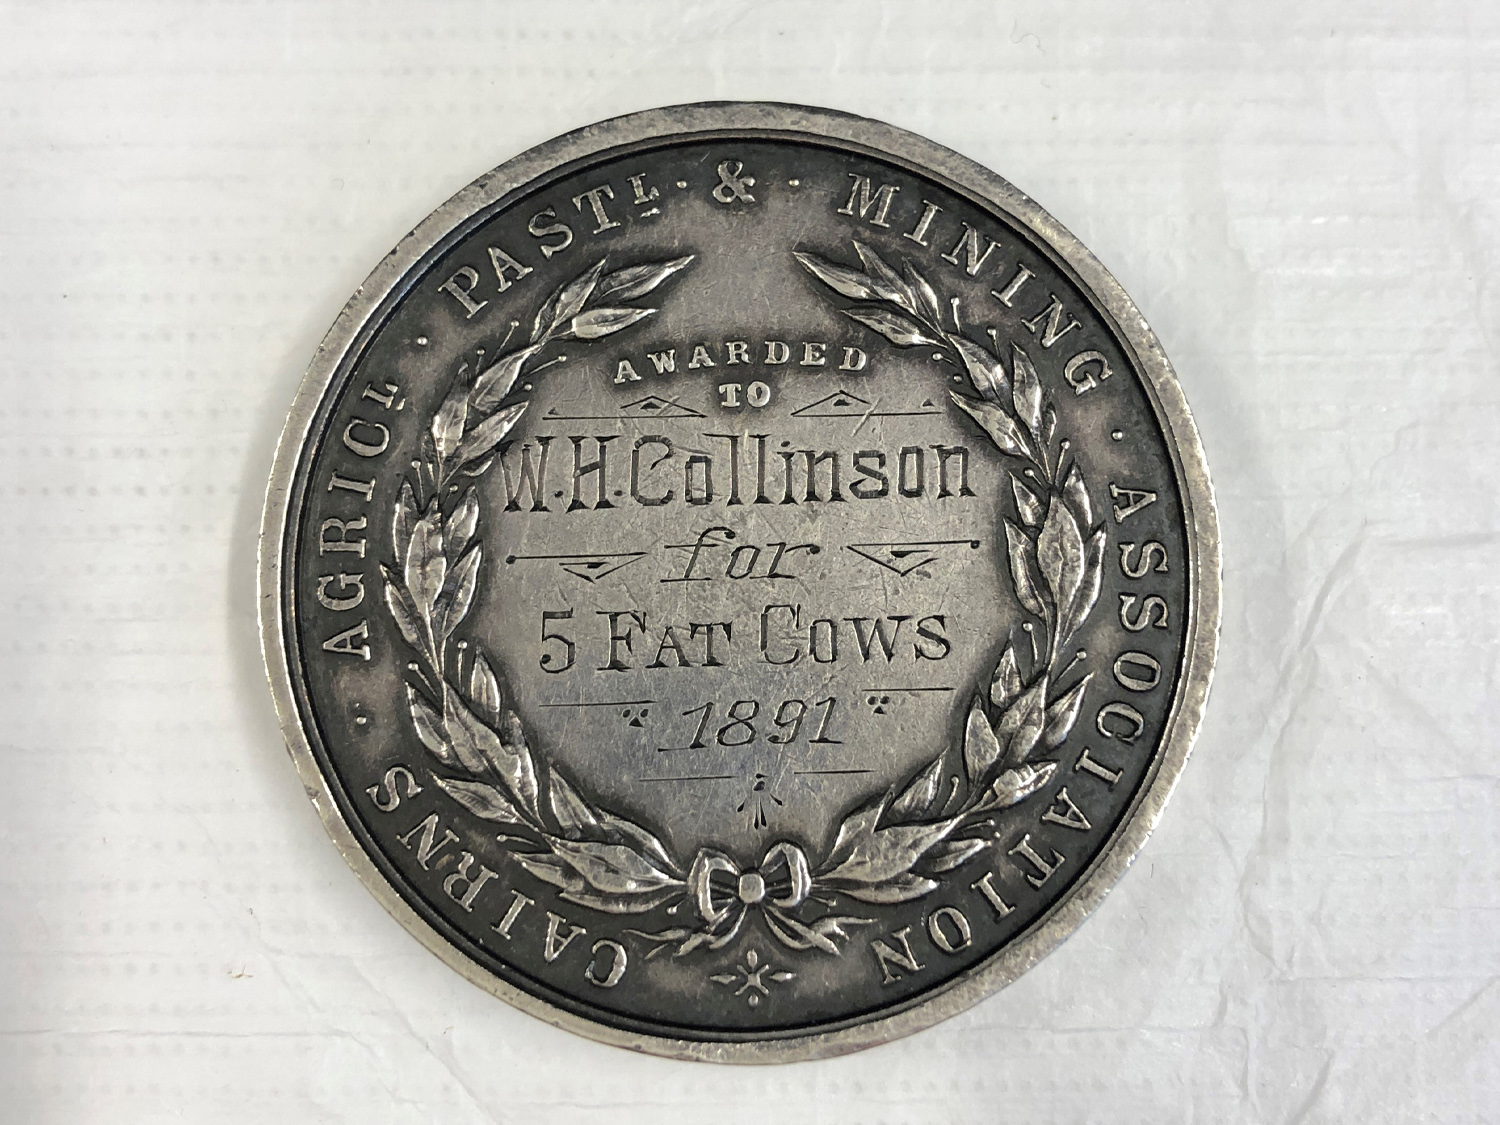 CAIRNS · AGRICL · PASTL · & · MINING · ASSOCIATION
AWARDED
TO
W.H.Collinson
for
5 FAT COWS
1891